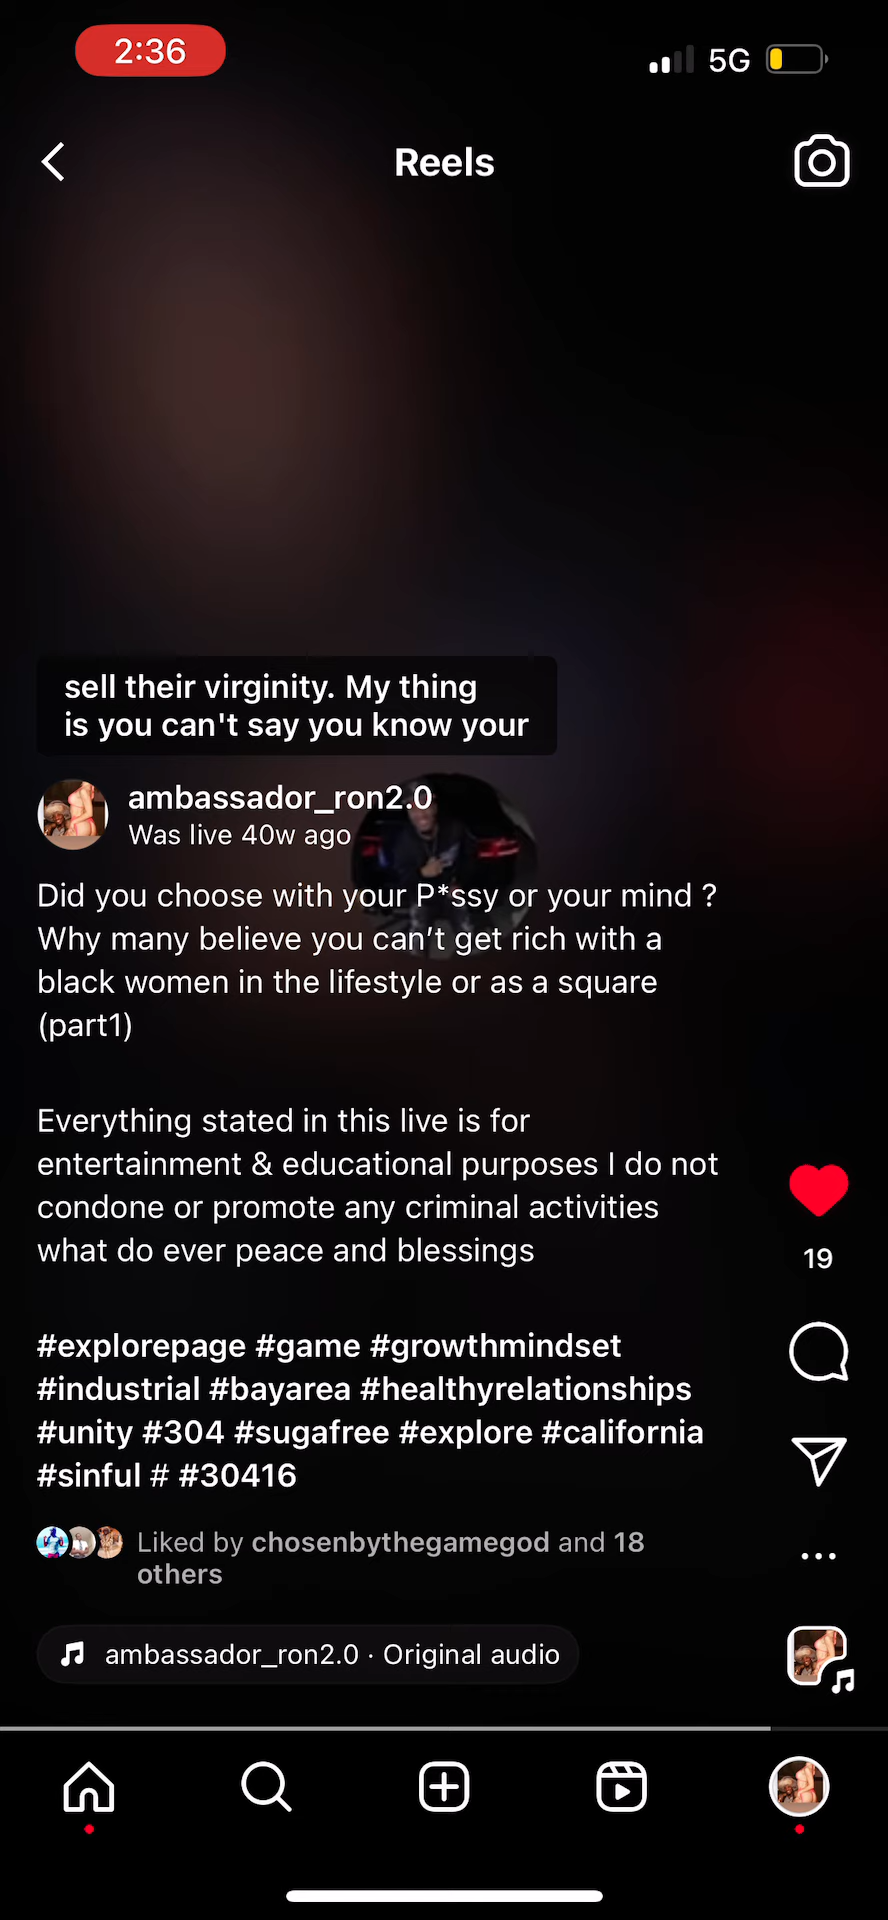 2:36
5G
Reels
sell their virginity. My thing
is you can't say you know your
ambassador_ron2.0
Was live 40w ago
Did you choose with your P*ssy or your mind ?
Why many believe you can’t get rich with a
black women in the lifestyle or as a square
(part1)
Everything stated in this live is for
entertainment & educational purposes I do not
condone or promote any criminal activities
what do ever peace and blessings
#explorepage #game #growthmindset
#industrial #bayarea #healthyrelationships
#unity #304 #sugafree #explore #california
#sinful # #30416
19
Liked by chosenbythegamegod and 18
others
ambassador_ron2.0 · Original audio